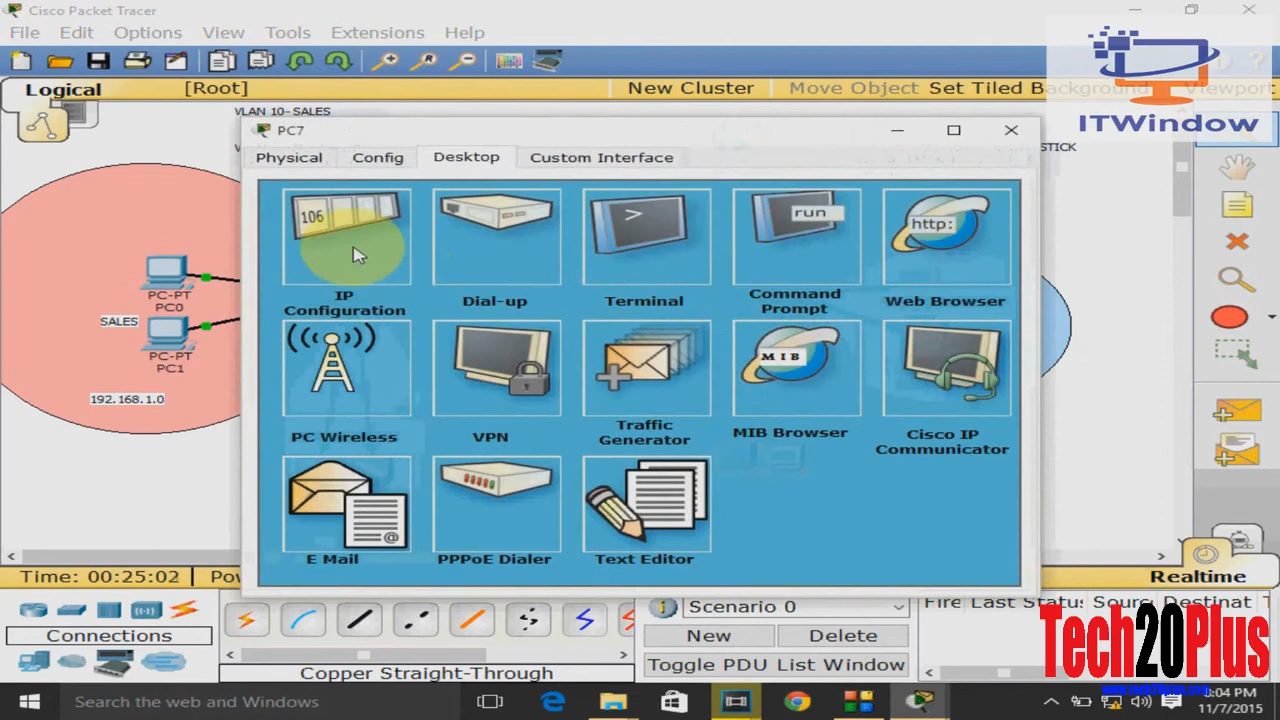 Cisco Packet Tracer
File Edit Options View Tools Extensions Help
Logical [Root] New Cluster Move Object Set Tiled Background Viewport
ITWindow
VLAN 10-SALES
STICK
PC7
Physical Config Desktop Custom Interface
106
>
run
http:
IP Configuration
Dial-up
Terminal
Command Prompt
Web Browser
MIB
PC Wireless
VPN
Traffic Generator
MIB Browser
Cisco IP Communicator
@
E Mail
PPPoE Dialer
Text Editor
PC-PT
PC0
SALES
PC-PT
PC1
192.168.1.0
Time: 00:25:02
Realtime
Scenario 0
Fire Last Status
Connections
New Delete
Toggle PDU List Window
Copper Straight-Through
Tech20Plus
Search the web and Windows
8:04 PM
11/7/2015